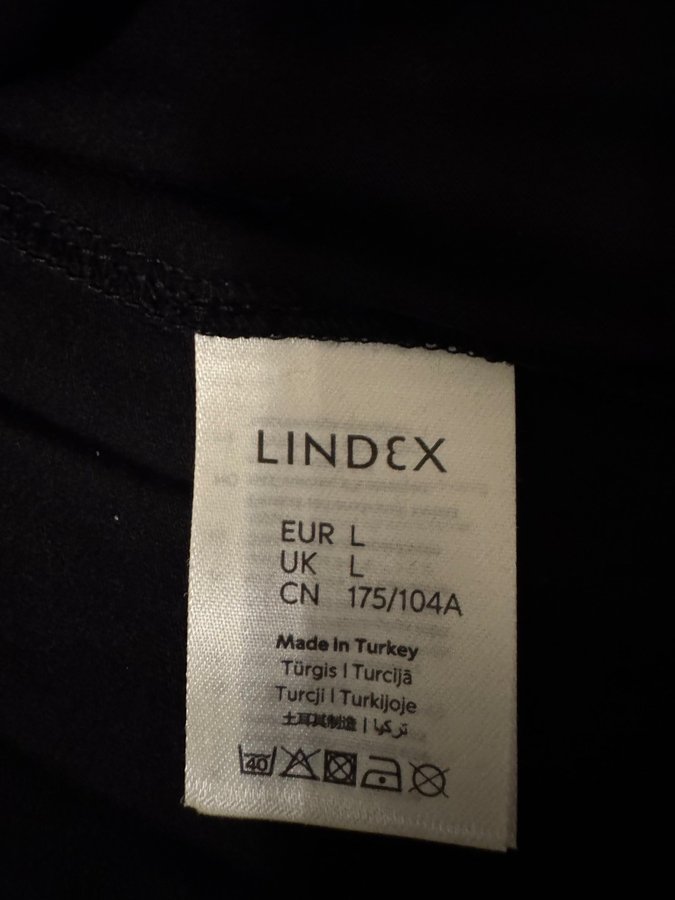 LINDEX
EUR L
UK L
CN 175/104A
Made in Turkey
Türgis | Turcijā
Turcji | Turkijoje
土耳其制造 | تركيا
40